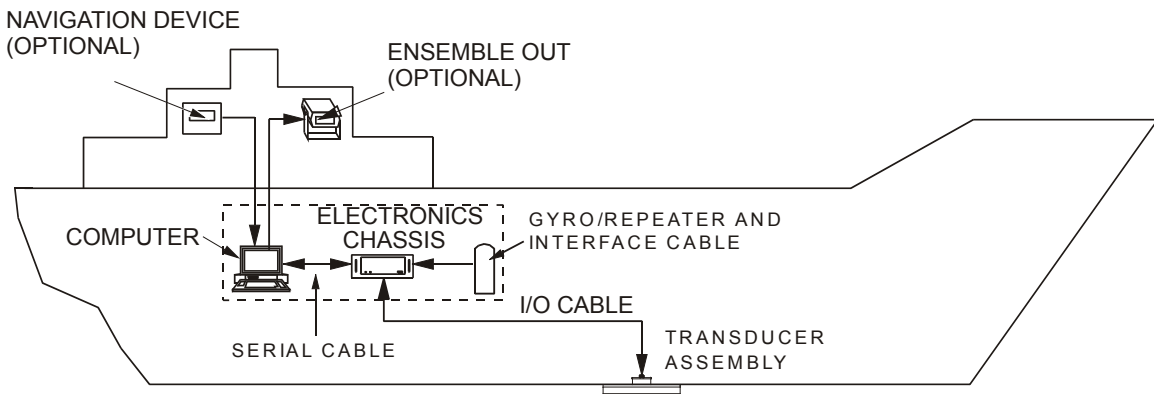 NAVIGATION DEVICE
(OPTIONAL)
ENSEMBLE OUT
(OPTIONAL)
ELECTRONICS
CHASSIS
GYRO/REPEATER AND
INTERFACE CABLE
COMPUTER
I/O CABLE
SERIAL CABLE
TRANSDUCER
ASSEMBLY